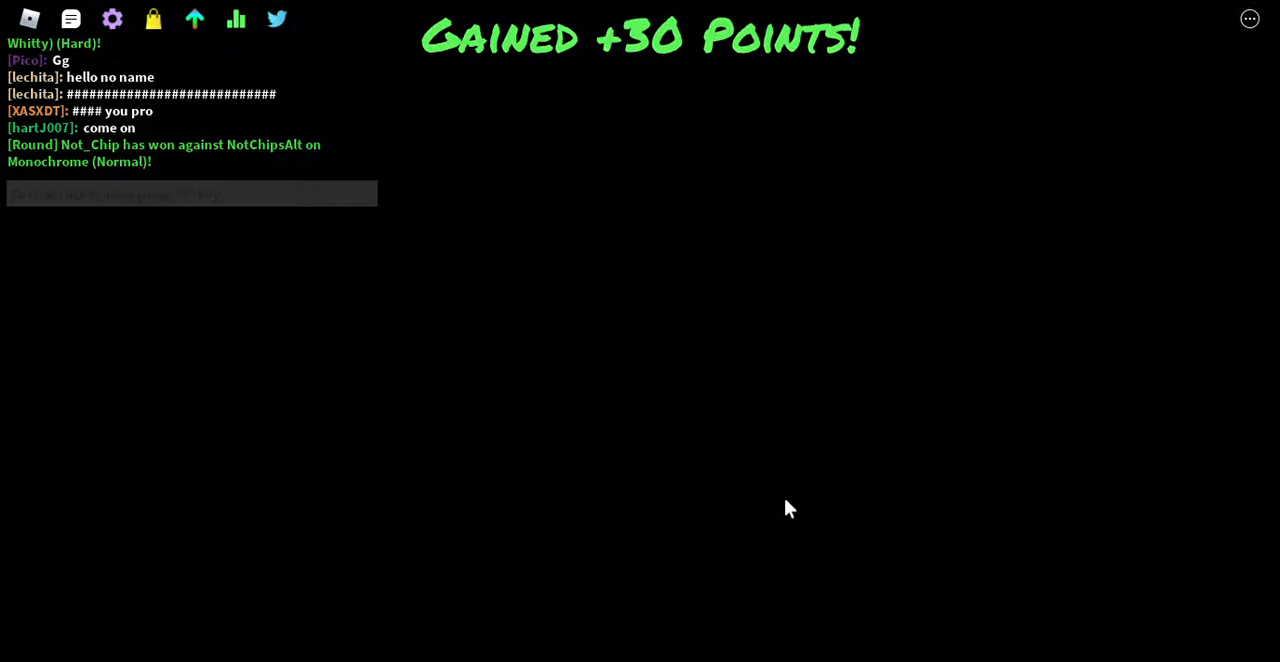 GAINED +30 POINTS!
Whitty) (Hard)!
[Pico]: Gg
[lechita]: hello no name
[lechita]: ############################
[XASXDT]: #### you pro
[hartJ007]: come on
[Round] Not_Chip has won against NotChipsAlt on
Monochrome (Normal)!